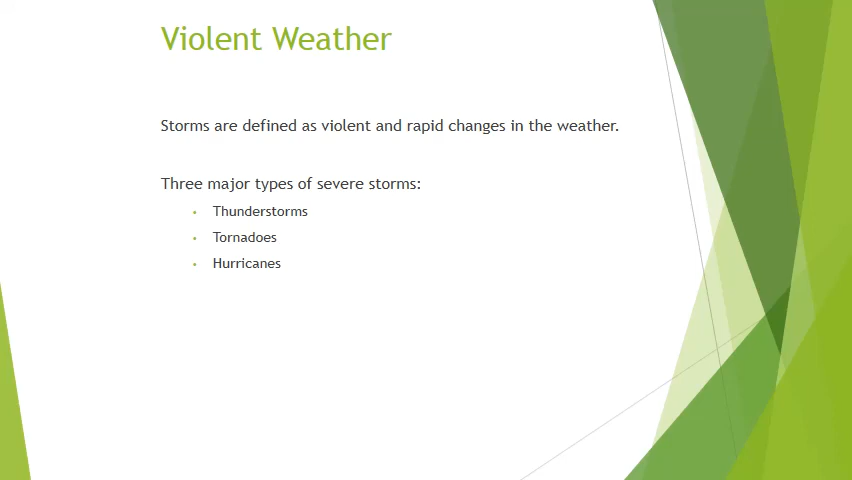 Violent Weather
Storms are defined as violent and rapid changes in the weather.
Three major types of severe storms:
• Thunderstorms
• Tornadoes
• Hurricanes